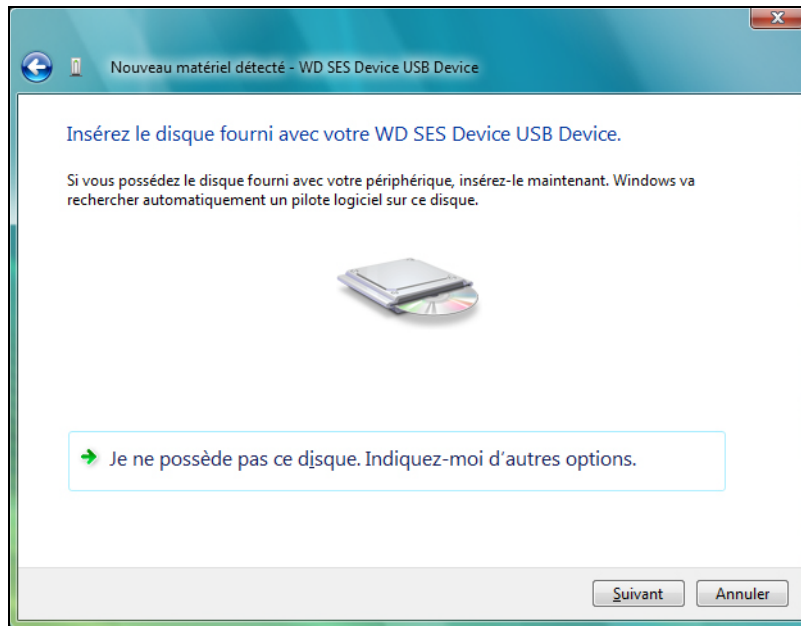 Nouveau matériel détecté - WD SES Device USB Device
Insérez le disque fourni avec votre WD SES Device USB Device.
Si vous possédez le disque fourni avec votre périphérique, insérez-le maintenant. Windows va
rechercher automatiquement un pilote logiciel sur ce disque.
Je ne possède pas ce disque. Indiquez-moi d'autres options.
Suivant
Annuler